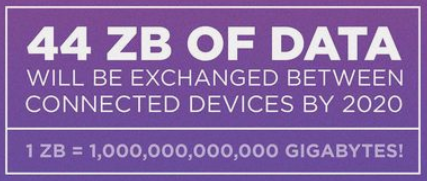 44 ZB OF DATA
WILL BE EXCHANGED BETWEEN
CONNECTED DEVICES BY 2020
1 ZB = 1,000,000,000,000 GIGABYTES!